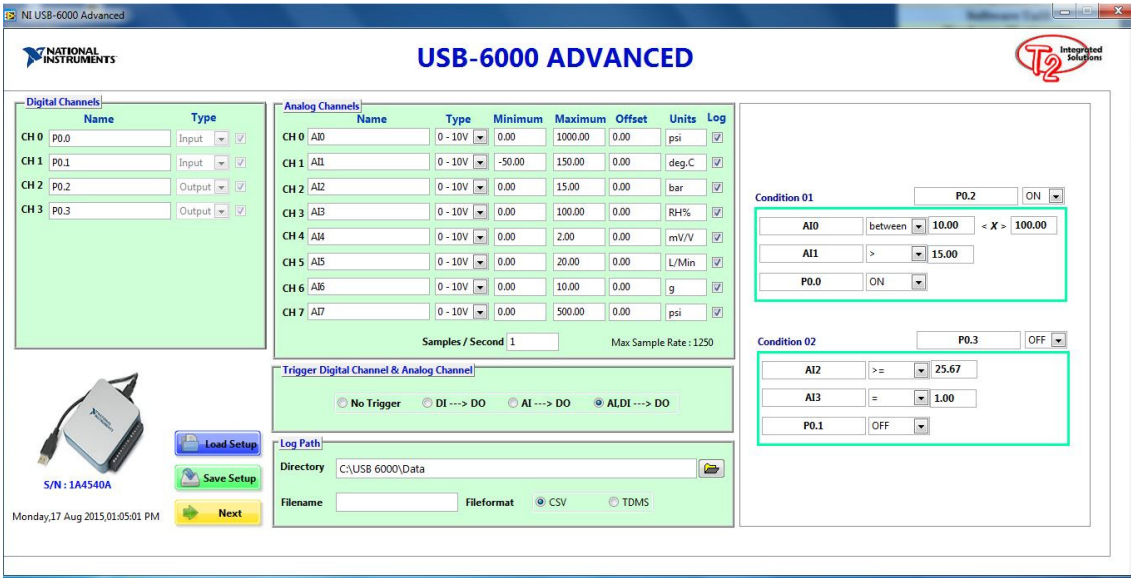 NI USB-6000 Advanced
NATIONAL INSTRUMENTS
USB-6000 ADVANCED
T2 Integrated Solutions
Digital Channels
Name Type
CH 0 P0.0 Input
CH 1 P0.1 Input
CH 2 P0.2 Output
CH 3 P0.3 Output
Analog Channels
Name Type Minimum Maximum Offset Units Log
CH 0 AI0 0 - 10V 0.00 1000.00 0.00 psi
CH 1 AI1 0 - 10V -50.00 150.00 0.00 deg.C
CH 2 AI2 0 - 10V 0.00 15.00 0.00 bar
CH 3 AI3 0 - 10V 0.00 100.00 0.00 RH%
CH 4 AI4 0 - 10V 0.00 2.00 0.00 mV/V
CH 5 AI5 0 - 10V 0.00 20.00 0.00 L/Min
CH 6 AI6 0 - 10V 0.00 10.00 0.00 g
CH 7 AI7 0 - 10V 0.00 500.00 0.00 psi
Samples / Second 1 Max Sample Rate : 1250
Trigger Digital Channel & Analog Channel
No Trigger DI ---> DO AI ---> DO AI,DI ---> DO
Log Path
Directory C:\USB 6000\Data
Filename Fileformat CSV TDMS
Condition 01 P0.2 ON
AI0 between 10.00 < X > 100.00
AI1 > 15.00
P0.0 ON
Condition 02 P0.3 OFF
AI2 >= 25.67
AI3 = 1.00
P0.1 OFF
Load Setup
Save Setup
Next
S/N : 1A4540A
Monday,17 Aug 2015,01:05:01 PM